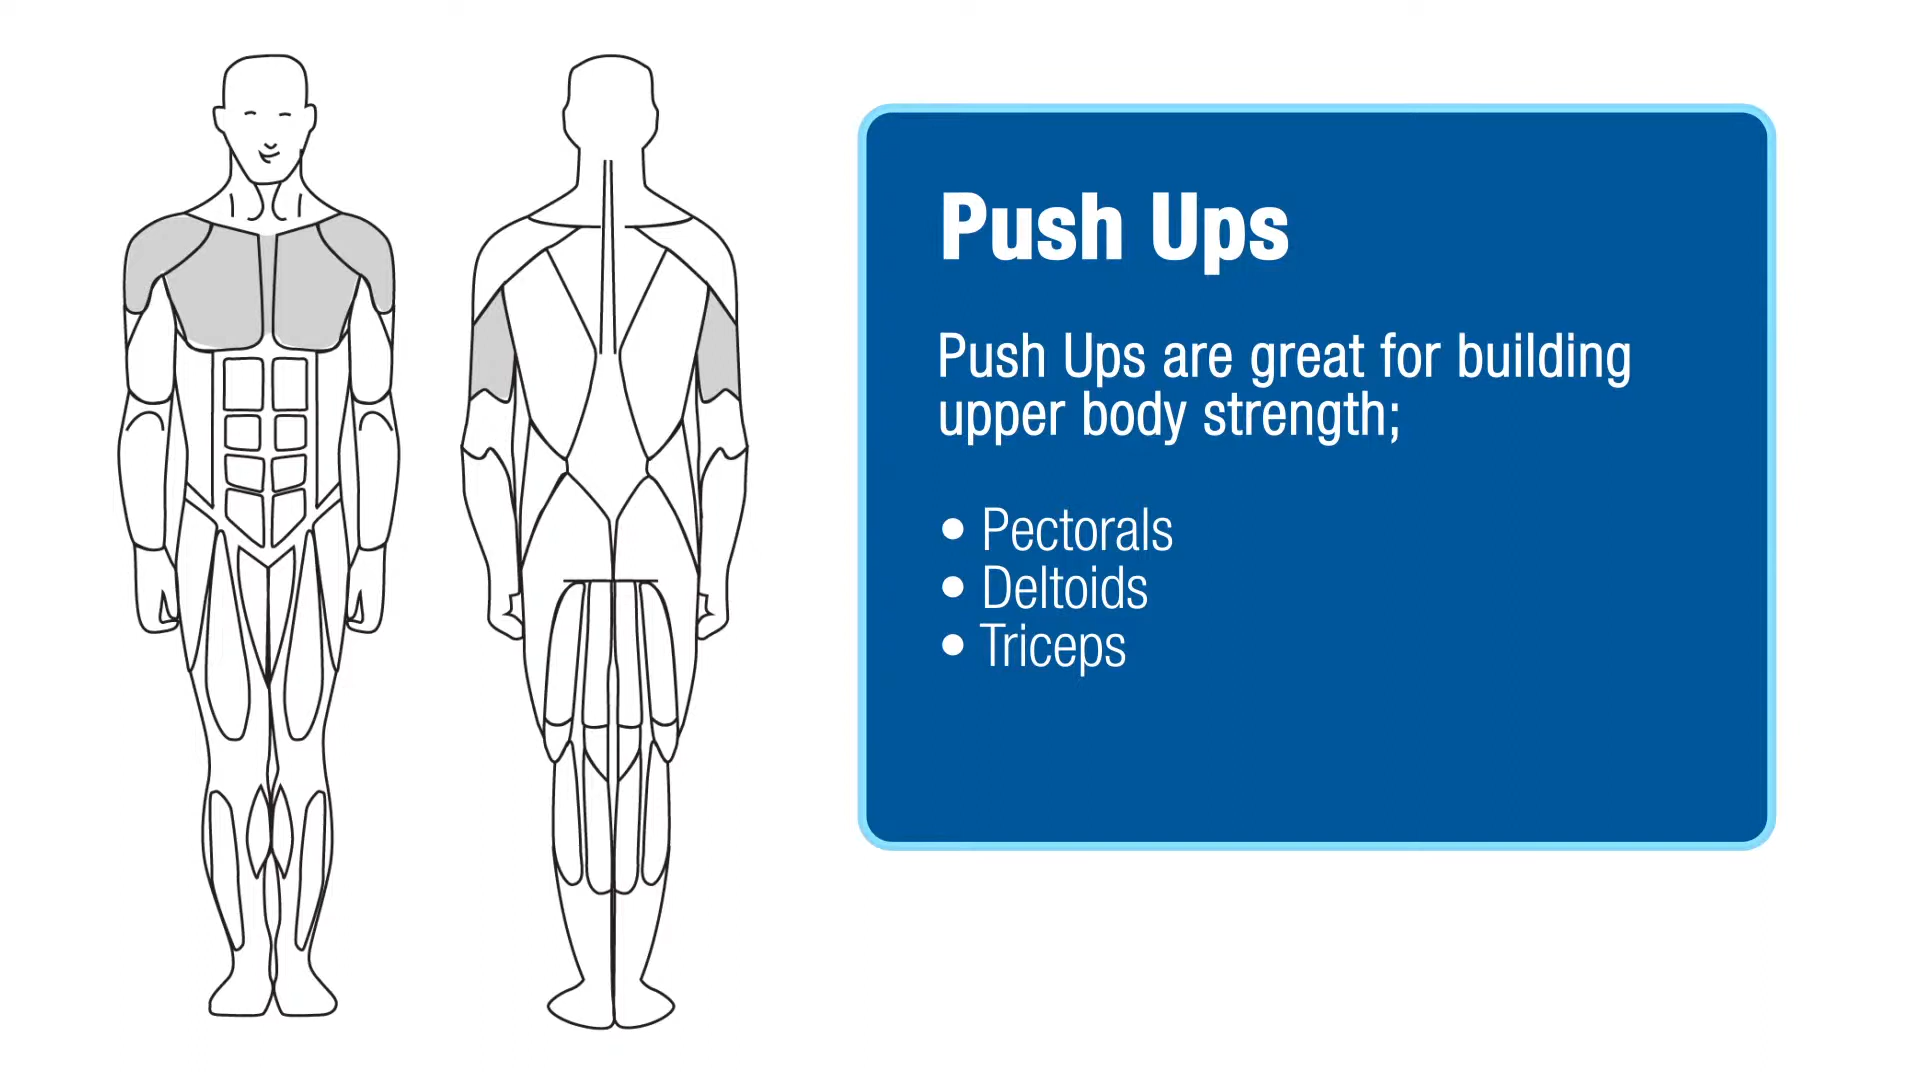 Push Ups
Push Ups are great for building
upper body strength;
• Pectorals
• Deltoids
• Triceps